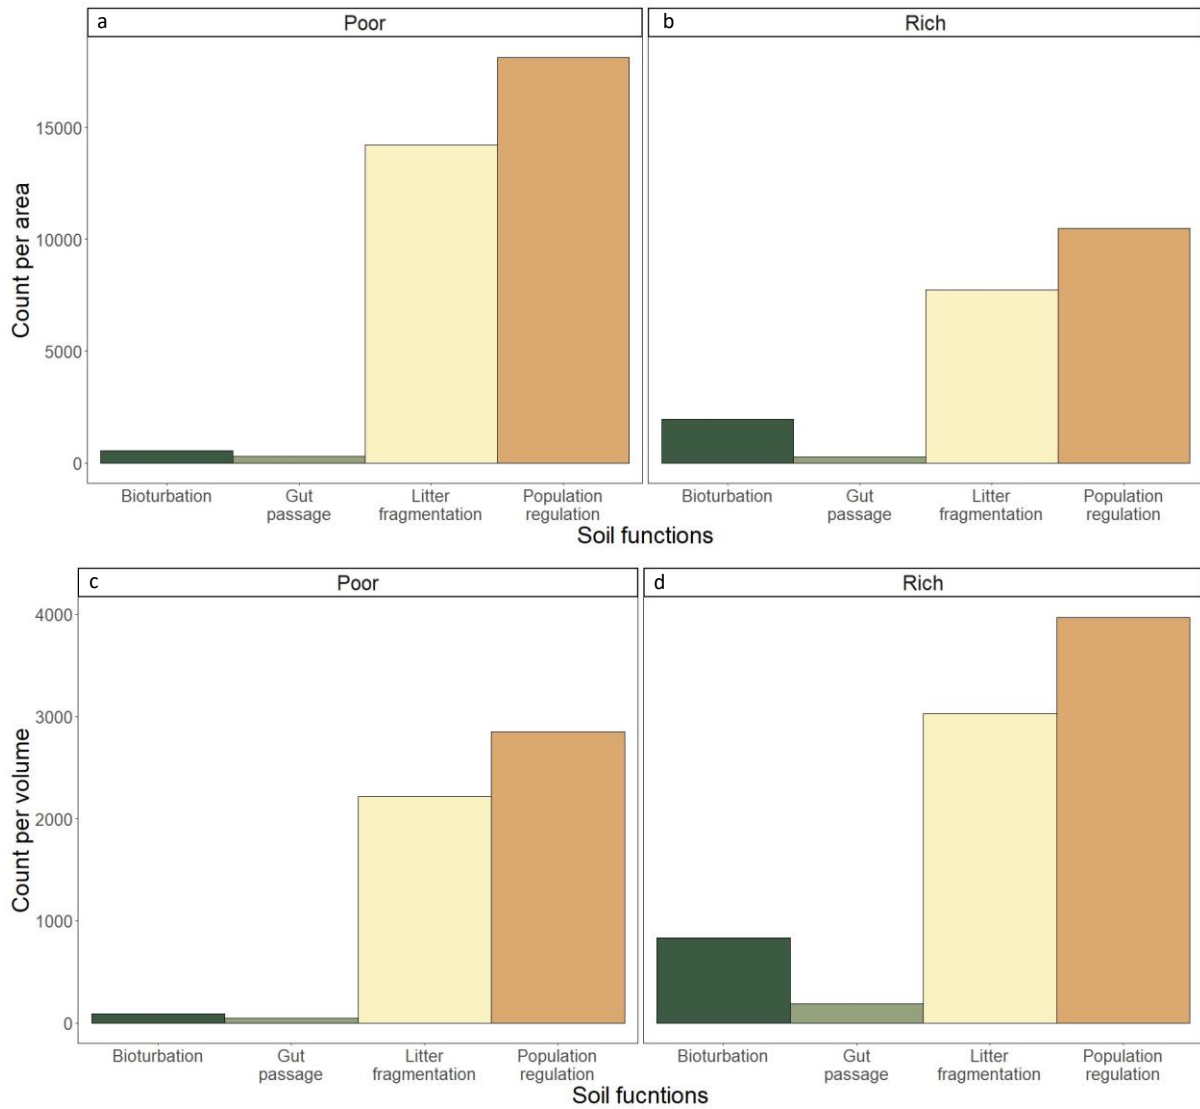 a
Poor
b
Rich
Count per area
15000
10000
5000
0
Bioturbation
Gut
passage
Litter
fragmentation
Population
regulation
Bioturbation
Gut
passage
Litter
fragmentation
Population
regulation
Soil functions
c
Poor
d
Rich
Count per volume
4000
3000
2000
1000
0
Bioturbation
Gut
passage
Litter
fragmentation
Population
regulation
Bioturbation
Gut
passage
Litter
fragmentation
Population
regulation
Soil fucntions